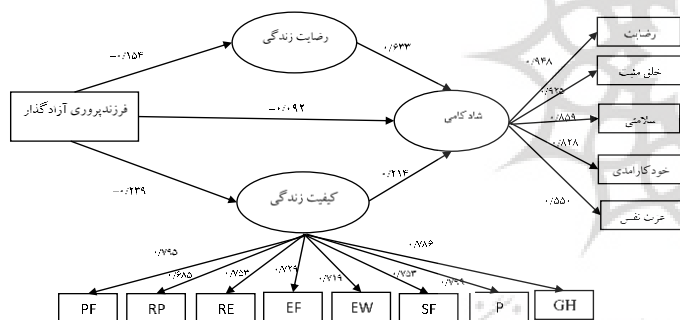 رضایت زندگی
رضایت
-۰/۱۵۴
۰/۶۳۳
۰/۹۴۸
خلق مثبت
۰/۹۲۵
فرزندپروری آزادگذار
-۰/۰۹۲
شادکامی
۰/۸۵۹
سلامتی
۰/۸۲۸
خودکارامدی
-۰/۲۳۹
کیفیت زندگی
۰/۲۱۴
۰/۵۵۰
عزت نفس
۰/۷۹۵
۰/۶۸۵
۰/۷۵۳
۰/۷۲۹
۰/۷۱۹
۰/۷۵۳
۰/۷۸۶
PF
RP
RE
EF
EW
SF
P
GH